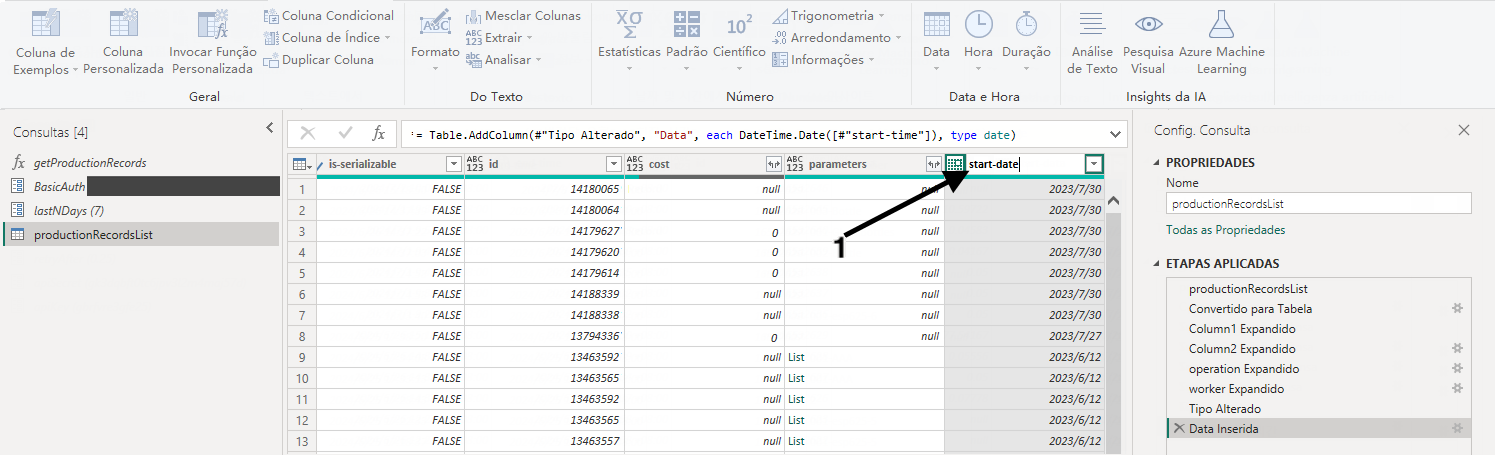 Coluna de Exemplos
Coluna Personalizada
Invocar Função Personalizada
Coluna Condicional
Coluna de Índice
Duplicar Coluna
Geral
Formato
Mesclar Colunas
Extrair
Analisar
Do Texto
Estatísticas
Padrão
Científico
Trigonometria
Arredondamento
Informações
Número
Data
Hora
Duração
Data e Hora
Análise de Texto
Pesquisa Visual
Azure Machine Learning
Insights da IA
Consultas [4]
getProductionRecords
BasicAuth
lastNDays (7)
productionRecordsList
= Table.AddColumn(#"Tipo Alterado", "Data", each DateTime.Date([#"start-time"]), type date)
is-serializable id cost parameters start-date
1 FALSE 14180065 null null 2023/7/30
2 FALSE 14180064 null null 2023/7/30
3 FALSE 14179627 0 null 2023/7/30
4 FALSE 14179620 0 null 2023/7/30
5 FALSE 14179614 0 null 2023/7/30
6 FALSE 14188339 null null 2023/7/30
7 FALSE 14188338 null null 2023/7/30
8 FALSE 13794336 0 null 2023/7/27
9 FALSE 13463592 null List 2023/6/12
10 FALSE 13463565 null List 2023/6/12
11 FALSE 13463592 null List 2023/6/12
12 FALSE 13463565 null List 2023/6/12
13 FALSE 13463557 null List 2023/6/12
1
Config. Consulta
PROPRIEDADES
Nome
productionRecordsList
Todas as Propriedades
ETAPAS APLICADAS
productionRecordsList
Convertido para Tabela
Column1 Expandido
Column2 Expandido
operation Expandido
worker Expandido
Tipo Alterado
Data Inserida